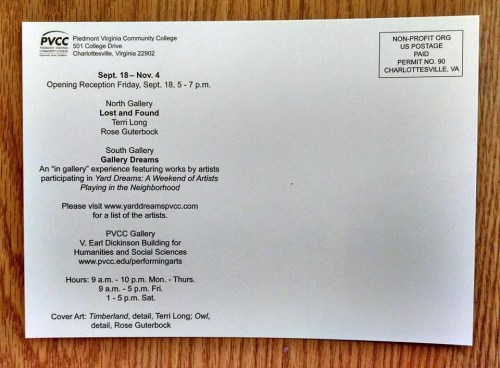 PVCC
Piedmont Virginia Community College
501 College Drive
Charlottesville, Virginia 22902
NON-PROFIT ORG
US POSTAGE
PAID
PERMIT NO. 90
CHARLOTTESVILLE, VA
Sept. 18 – Nov. 4
Opening Reception Friday, Sept. 18, 5 - 7 p.m.
North Gallery
Lost and Found
Terri Long
Rose Guterbock
South Gallery
Gallery Dreams
An “in gallery” experience featuring works by artists
participating in Yard Dreams: A Weekend of Artists
Playing in the Neighborhood
Please visit www.yarddreamspvcc.com
for a list of the artists.
PVCC Gallery
V. Earl Dickinson Building for
Humanities and Social Sciences
www.pvcc.edu/performingarts
Hours: 9 a.m. - 10 p.m. Mon. - Thurs.
9 a.m. - 5 p.m. Fri.
1 - 5 p.m. Sat.
Cover Art: Timberland, detail, Terri Long; Owl,
detail, Rose Guterbock